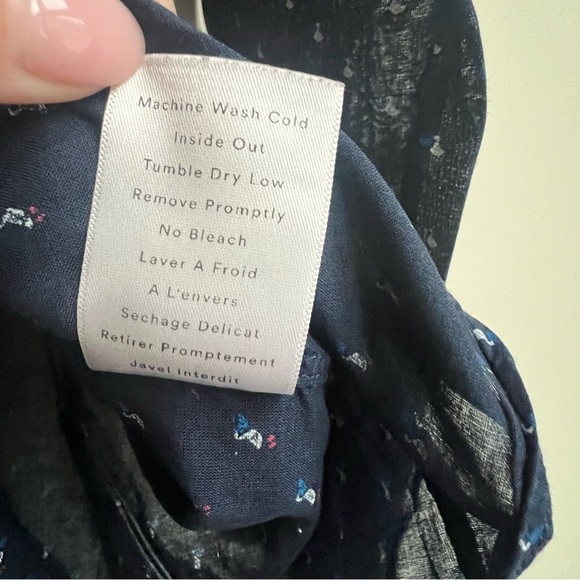 Machine Wash Cold
Inside Out
Tumble Dry Low
Remove Promptly
No Bleach
Laver A Froid
A L'envers
Sechage Delicat
Retirer Promptement
Javel Interdit